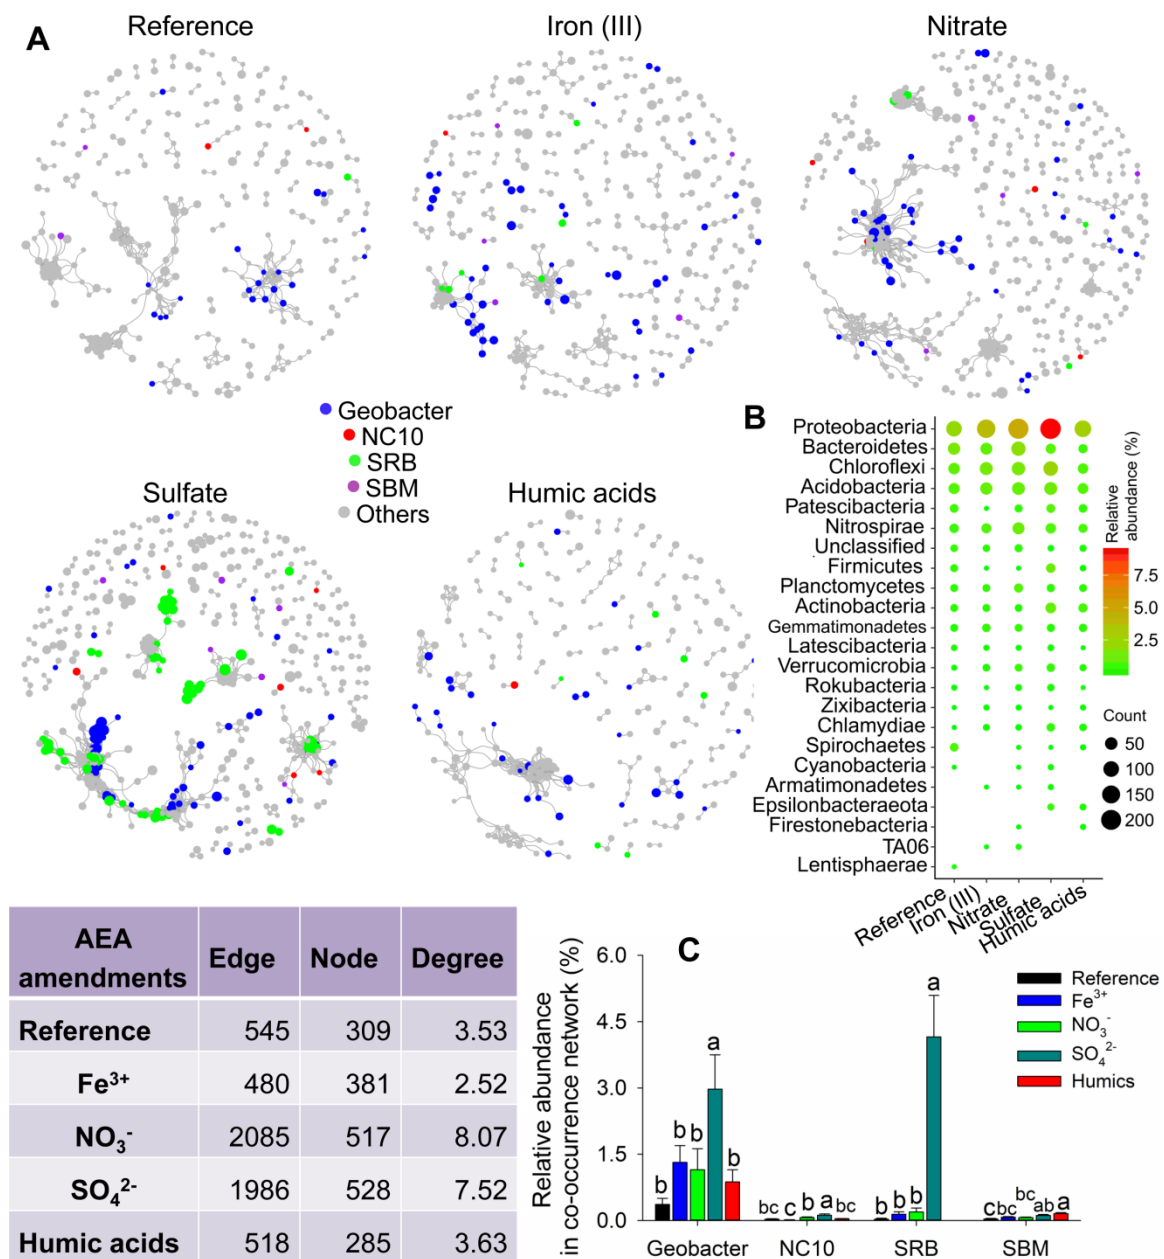 A
Reference
Iron (III)
Nitrate
Geobacter
NC10
SRB
SBM
Others
Sulfate
Humic acids
B
Proteobacteria
Bacteroidetes
Chloroflexi
Acidobacteria
Patescibacteria
Nitrospirae
Unclassified
Firmicutes
Planctomycetes
Actinobacteria
Gemmatimonadetes
Latescibacteria
Verrucomicrobia
Rokubacteria
Zixibacteria
Chlamydiae
Spirochaetes
Cyanobacteria
Armatimonadetes
Epsilonbacteraeota
Firestonebacteria
TA06
Lentisphaerae
Reference
Iron (III)
Nitrate
Sulfate
Humic acids
Relative
abundance (%)
7.5
5.0
2.5
Count
50
100
150
200
AEA amendments Edge Node Degree
Reference 545 309 3.53
Fe³⁺ 480 381 2.52
NO₃⁻ 2085 517 8.07
SO₄²⁻ 1986 528 7.52
Humic acids 518 285 3.63
C
Relative abundance
in co-occurrence network (%)
6.0
4.5
3.0
1.5
0.0
b b b a b
bc c b a bc
b b b a
c bc bc ab a
Geobacter NC10 SRB SBM
Reference
Fe³⁺
NO₃⁻
SO₄²⁻
Humics